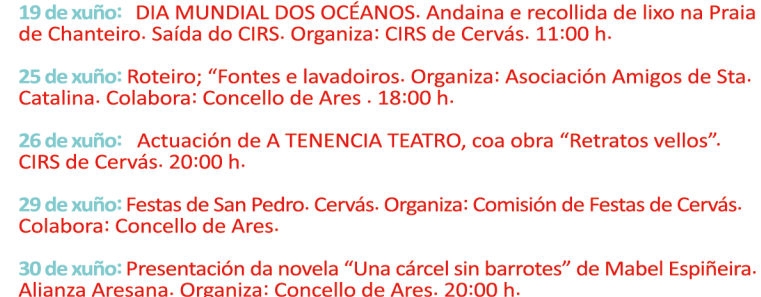 19 de xuño: DIA MUNDIAL DOS OCÉANOS. Andaina e recollida de lixo na Praia
de Chanteiro. Saída do CIRS. Organiza: CIRS de Cervás. 11:00 h.
25 de xuño: Roteiro; “Fontes e lavadoiros. Organiza: Asociación Amigos de Sta.
Catalina. Colabora: Concello de Ares . 18:00 h.
26 de xuño: Actuación de A TENENCIA TEATRO, coa obra “Retratos vellos”.
CIRS de Cervás. 20:00 h.
29 de xuño: Festas de San Pedro. Cervás. Organiza: Comisión de Festas de Cervás.
Colabora: Concello de Ares.
30 de xuño: Presentación da novela “Una cárcel sin barrotes” de Mabel Espiñeira.
Alianza Aresana. Organiza: Concello de Ares. 20:00 h.